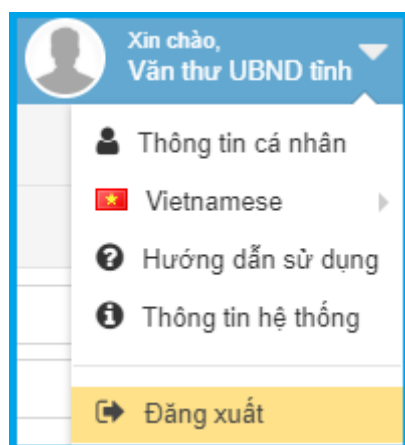 Xin chào,
Văn thư UBND tỉnh
Thông tin cá nhân
Vietnamese
Hướng dẫn sử dụng
Thông tin hệ thống
Đăng xuất